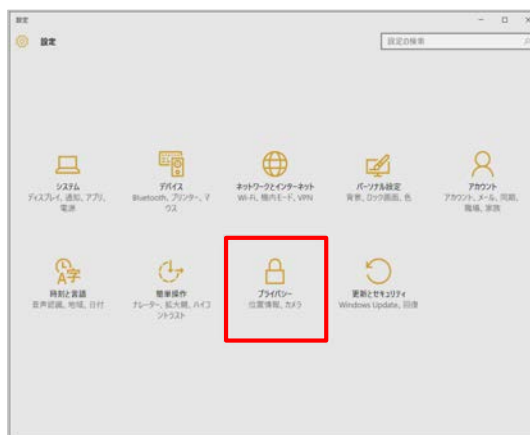 設定
設定
設定の検索
システム
ディスプレイ、通知、アプリ、
電源
デバイス
Bluetooth、プリンター、マ
ウス
ネットワークとインターネット
Wi-Fi、機内モード、VPN
パーソナル設定
背景、ロック画面、色
アカウント
アカウント、メール、同期、
職場、家族
時刻と言語
音声認識、地域、日付
簡単操作
ナレーター、拡大鏡、ハイコ
ントラスト
プライバシー
位置情報、カメラ
更新とセキュリティ
Windows Update、回復